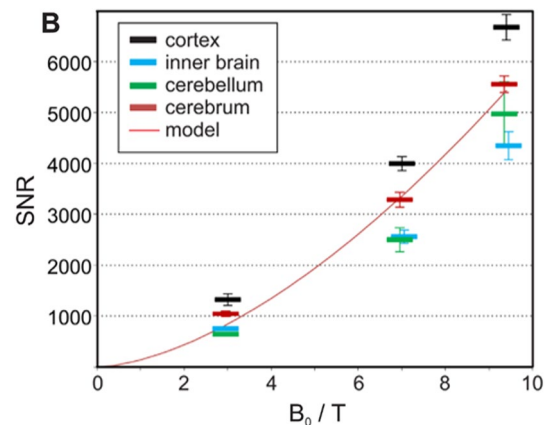 B
cortex
inner brain
cerebellum
cerebrum
model
6000
5000
4000
3000
2000
1000
SNR
0 2 4 6 8 10
B₀ / T